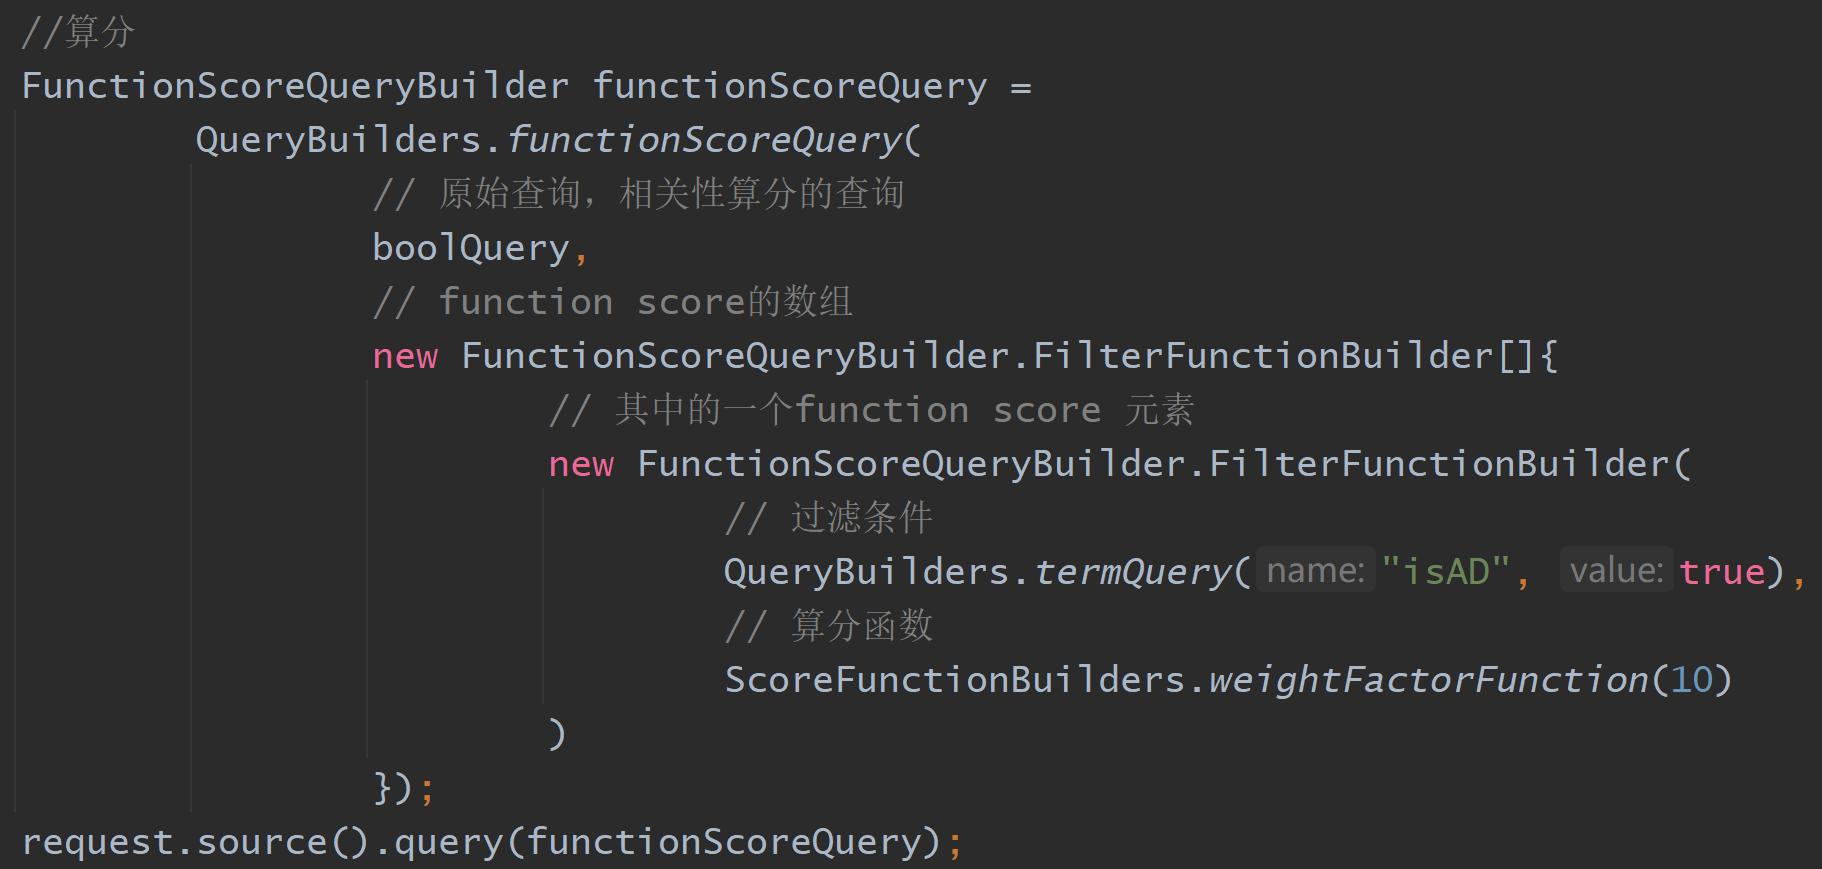 //算分
FunctionScoreQueryBuilder functionScoreQuery =
QueryBuilders.functionScoreQuery(
// 原始查询，相关性算分的查询
boolQuery,
// function score的数组
new FunctionScoreQueryBuilder.FilterFunctionBuilder[]{
// 其中的一个function score 元素
new FunctionScoreQueryBuilder.FilterFunctionBuilder(
// 过滤条件
QueryBuilders.termQuery( name: "isAD", value: true),
// 算分函数
ScoreFunctionBuilders.weightFactorFunction(10)
)
});
request.source().query(functionScoreQuery);